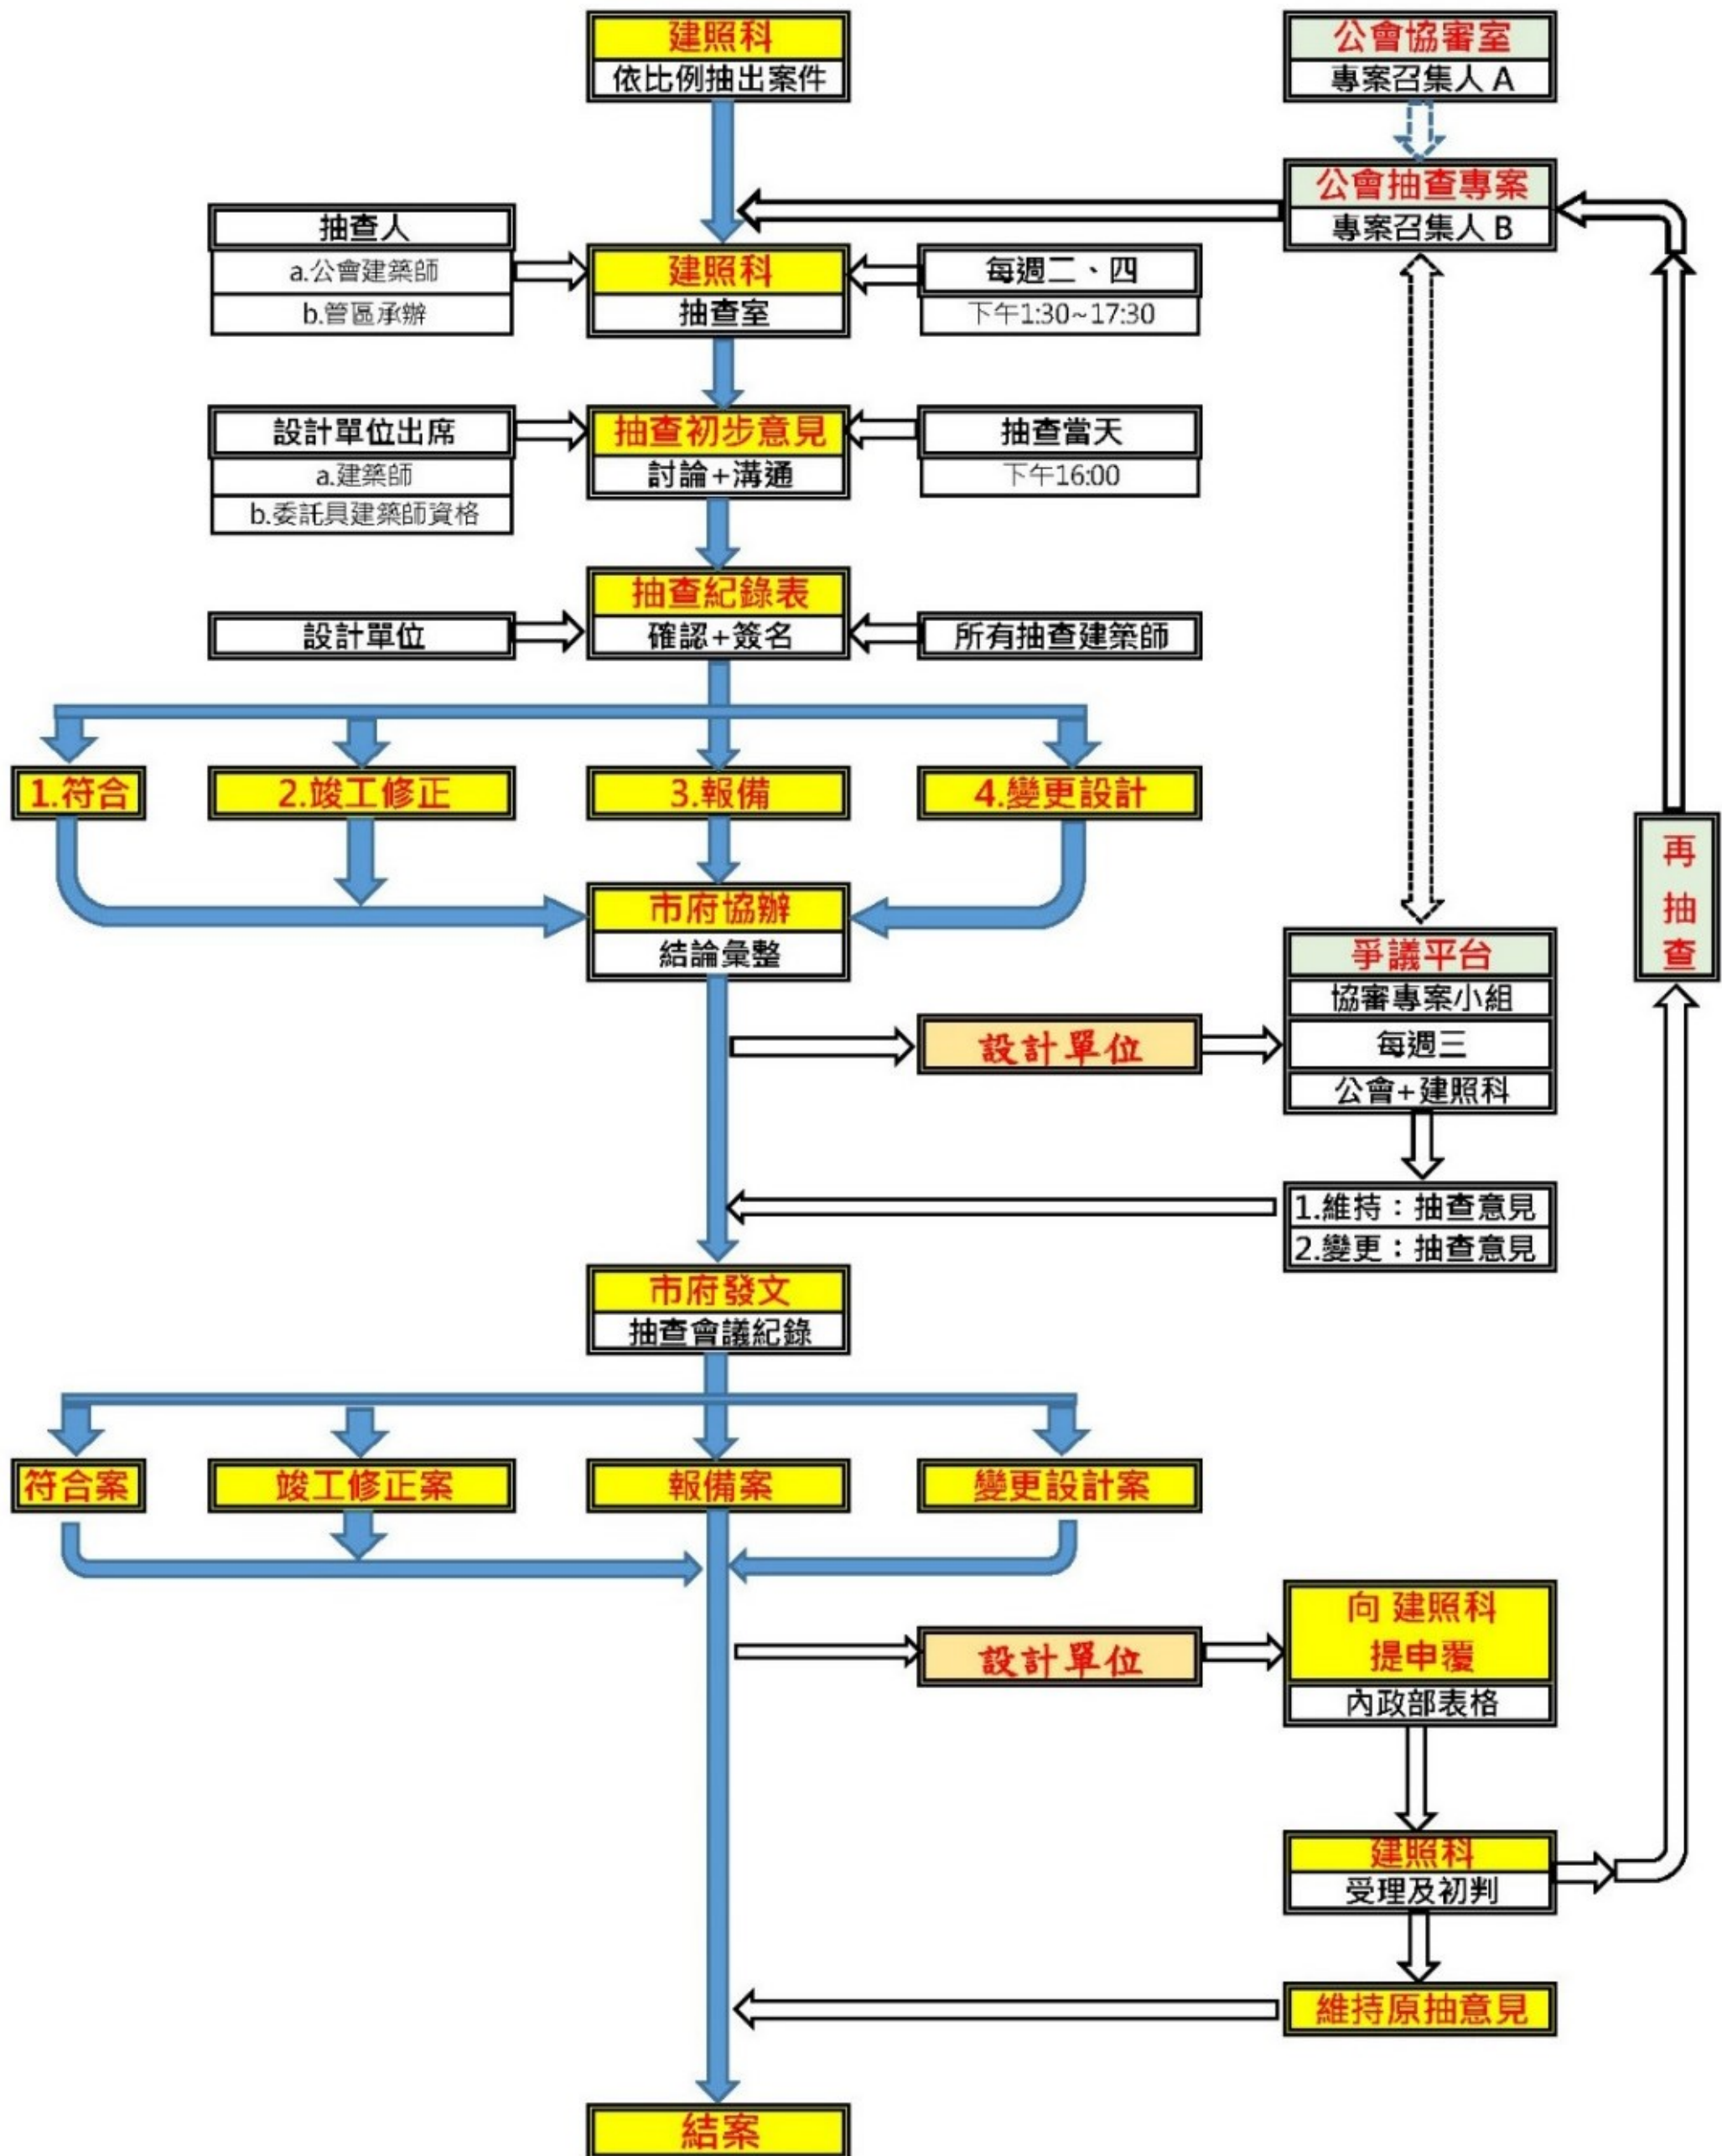 建照科
依比例抽出案件
公會協審室
專案召集人 A
公會抽查專案
專案召集人 B
抽查人
a.公會建築師
b.管區承辦
建照科
抽查室
每週二、四
下午1:30~17:30
設計單位出席
a.建築師
b.委託具建築師資格
抽查初步意見
討論+溝通
抽查當天
下午16:00
設計單位
抽查紀錄表
確認+簽名
所有抽查建築師
1.符合
2.竣工修正
3.報備
4.變更設計
再
抽
查
市府協辦
結論彙整
爭議平台
協審專案小組
每週三
公會+建照科
設計單位
1.維持：抽查意見
2.變更：抽查意見
市府發文
抽查會議紀錄
符合案
竣工修正案
報備案
變更設計案
設計單位
向 建照科
提申覆
內政部表格
建照科
受理及初判
維持原抽意見
結案